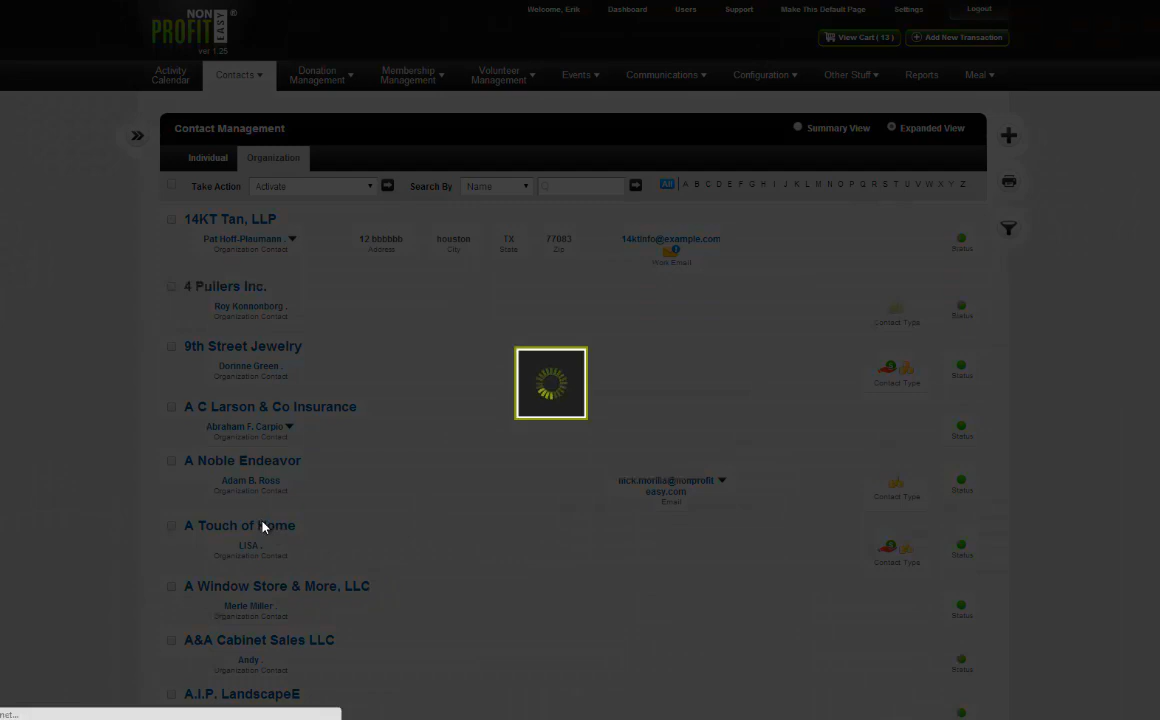 Welcome, Erik Dashboard Users Support Make This Default Page Settings Logout
NON
PROFIT EASY ®
ver 1.25
View Cart ( 13 ) Add New Transaction
Activity Calendar Contacts Donation Management Membership Management Volunteer Management Events Communications Configuration Other Stuff Reports Meal
Contact Management Summary View Expanded View
Individual Organization
Take Action Activate Search By Name All A B C D E F G H I J K L M N O P Q R S T U V W X Y Z
14KT Tan, LLP
Pat Hoff-Plaumann . 12 bbbbbb houston TX 77083 14ktinfo@example.com
Organization Contact Address City State Zip Status
Work Email
4 Pullers Inc.
Roy Konnonborg .
Organization Contact Contact Type Status
9th Street Jewelry
Dorinne Green .
Organization Contact Contact Type Status
A C Larson & Co Insurance
Abraham F. Carpio
Organization Contact Status
A Noble Endeavor
Adam B. Ross nick.morilla@nonprofit
easy.com
Organization Contact Email Contact Type Status
A Touch of Home
LISA .
Organization Contact Contact Type Status
A Window Store & More, LLC
Merle Miller .
Organization Contact Status
A&A Cabinet Sales LLC
Andy .
Organization Contact Status
A.I.P. LandscapeE
net...